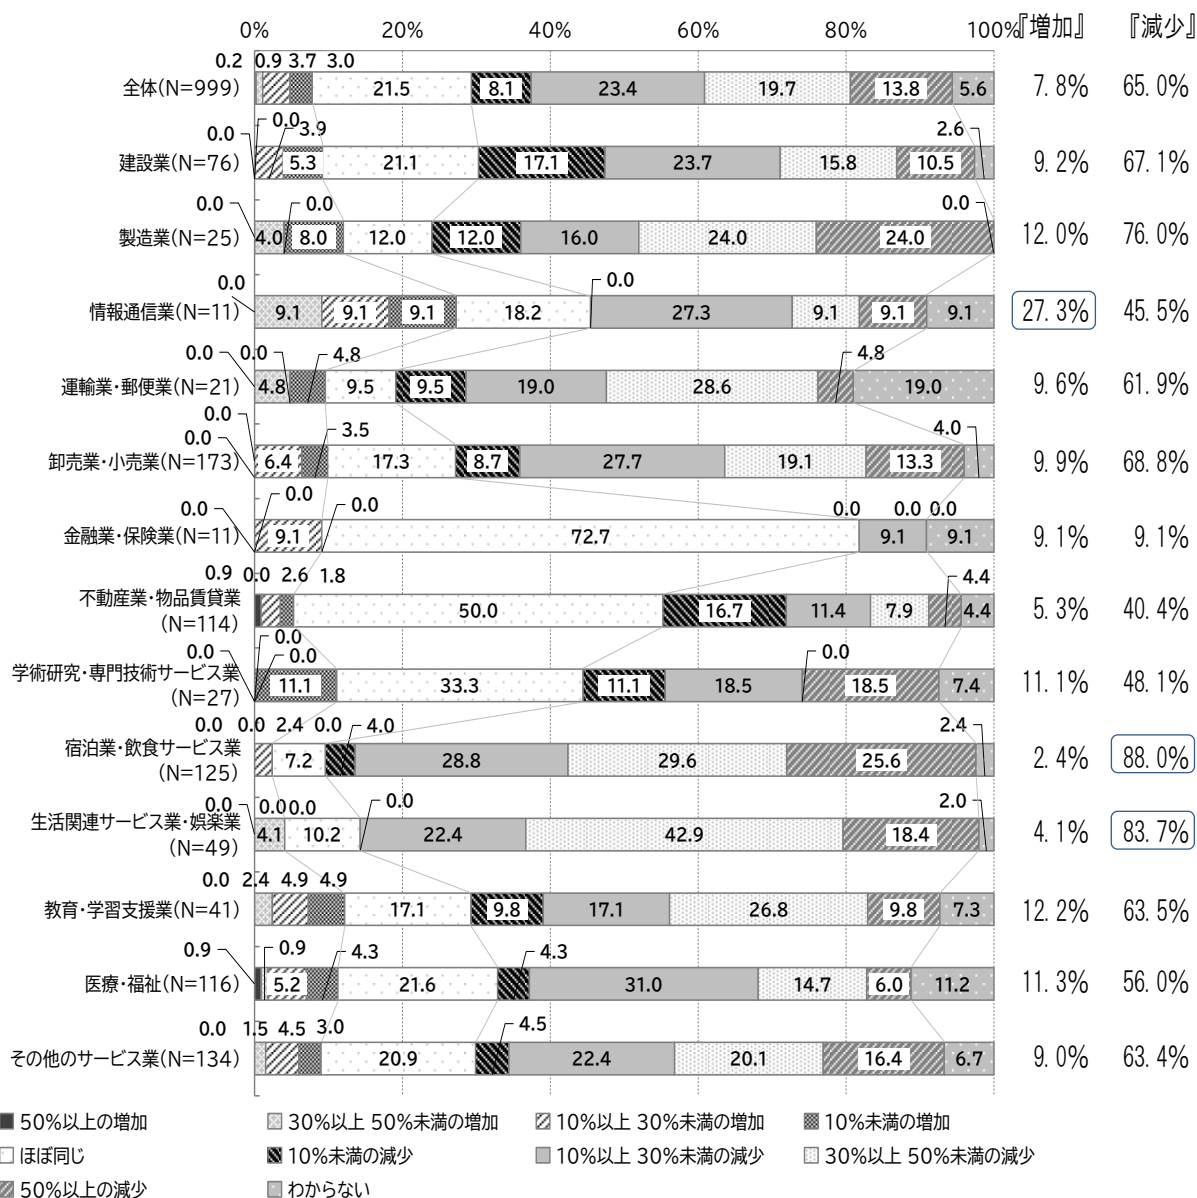 0% 20% 40% 60% 80% 100% 『増加』 『減少』
0.2 0.9 3.7 3.0
全体(N=999) 21.5 8.1 23.4 19.7 13.8 5.6 7.8% 65.0%
0.0 0.0 3.9 2.6
建設業(N=76) 5.3 21.1 17.1 23.7 15.8 10.5 9.2% 67.1%
0.0 0.0 0.0
製造業(N=25) 4.0 8.0 12.0 12.0 16.0 24.0 24.0 12.0% 76.0%
0.0 0.0
情報通信業(N=11) 9.1 9.1 9.1 18.2 27.3 9.1 9.1 9.1 27.3% 45.5%
0.0 0.0 4.8 4.8
運輸業・郵便業(N=21) 4.8 9.5 9.5 19.0 28.6 19.0 9.6% 61.9%
0.0
0.0 3.5 4.0
卸売業・小売業(N=173) 6.4 17.3 8.7 27.7 19.1 13.3 9.9% 68.8%
0.0 0.0 0.0 0.0 0.0 0.0
金融業・保険業(N=11) 9.1 72.7 9.1 9.1 9.1% 9.1%
0.9 0.0 2.6 1.8 4.4
不動産業・物品賃貸業
(N=114) 50.0 16.7 11.4 7.9 4.4 5.3% 40.4%
0.0
0.0 0.0 0.0
学術研究・専門技術サービス業
(N=27) 11.1 33.3 11.1 18.5 18.5 7.4 11.1% 48.1%
0.0 0.0 2.4 0.0 4.0 2.4
宿泊業・飲食サービス業
(N=125) 7.2 28.8 29.6 25.6 2.4% 88.0%
0.0 0.0 0.0 0.0 2.0
生活関連サービス業・娯楽業
(N=49) 4.1 10.2 22.4 42.9 18.4 4.1% 83.7%
0.0 2.4 4.9 4.9
教育・学習支援業(N=41) 17.1 9.8 17.1 26.8 9.8 7.3 12.2% 63.5%
0.9 0.9 4.3 4.3
医療・福祉(N=116) 5.2 21.6 31.0 14.7 6.0 11.2 11.3% 56.0%
0.0 1.5 4.5 3.0 4.5
その他のサービス業(N=134) 20.9 22.4 20.1 16.4 6.7 9.0% 63.4%
50%以上の増加 30%以上 50%未満の増加 10%以上 30%未満の増加 10%未満の増加
ほぼ同じ 10%未満の減少 10%以上 30%未満の減少 30%以上 50%未満の減少
50%以上の減少 わからない